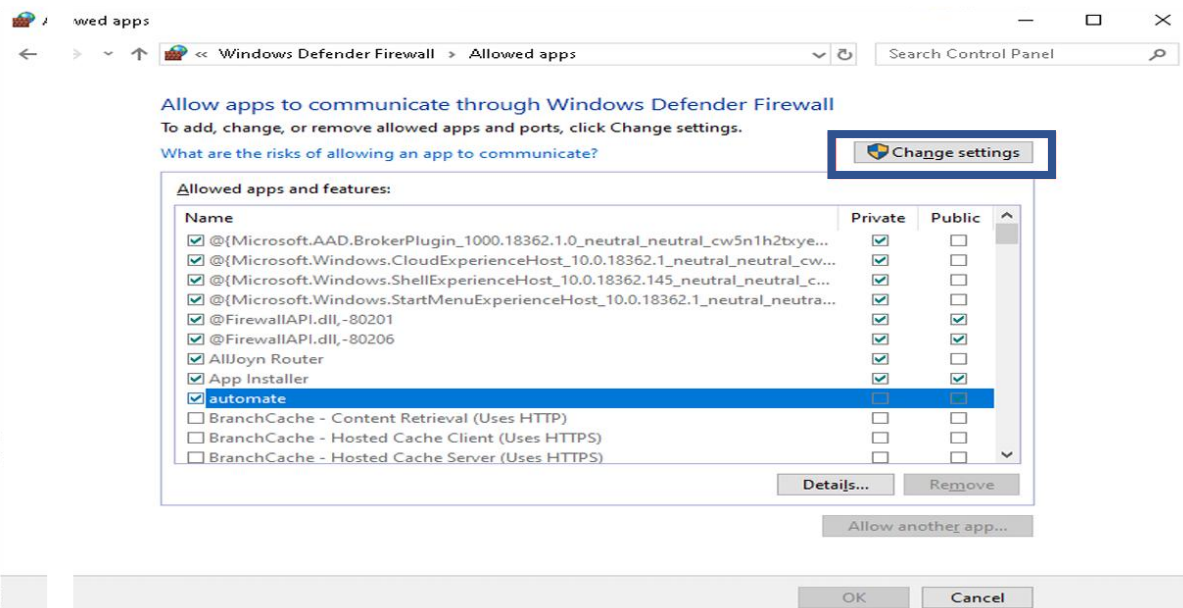 wed apps
« Windows Defender Firewall > Allowed apps
Search Control Panel
Allow apps to communicate through Windows Defender Firewall
To add, change, or remove allowed apps and ports, click Change settings.
What are the risks of allowing an app to communicate?
Change settings
Allowed apps and features:
Name Private Public
@{Microsoft.AAD.BrokerPlugin_1000.18362.1.0_neutral_neutral_cw5n1h2txye...
@{Microsoft.Windows.CloudExperienceHost_10.0.18362.1_neutral_neutral_cw...
@{Microsoft.Windows.ShellExperienceHost_10.0.18362.145_neutral_neutral_c...
@{Microsoft.Windows.StartMenuExperienceHost_10.0.18362.1_neutral_neutra...
@FirewallAPI.dll,-80201
@FirewallAPI.dll,-80206
AllJoyn Router
App Installer
automate
BranchCache - Content Retrieval (Uses HTTP)
BranchCache - Hosted Cache Client (Uses HTTPS)
BranchCache - Hosted Cache Server (Uses HTTPS)
Details... Remove
Allow another app...
OK Cancel